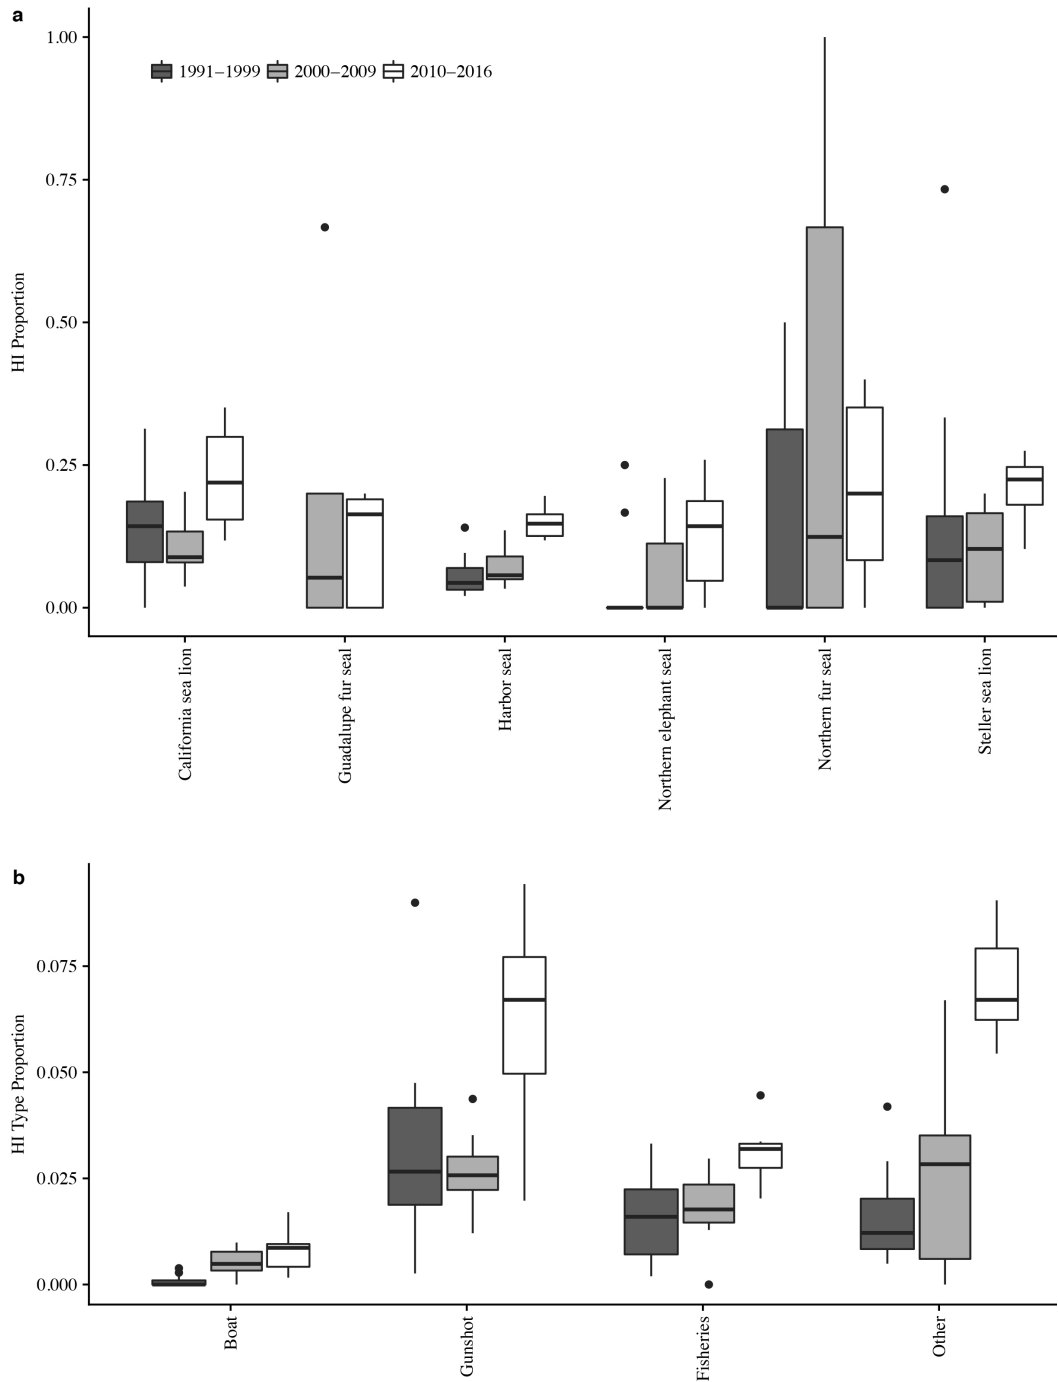 a
1.00
1991–1999 2000–2009 2010–2016
0.75
0.50
0.25
0.00
HI Proportion
California sea lion
Guadalupe fur seal
Harbor seal
Northern elephant seal
Northern fur seal
Steller sea lion
b
0.075
0.050
0.025
0.000
HI Type Proportion
Boat
Gunshot
Fisheries
Other